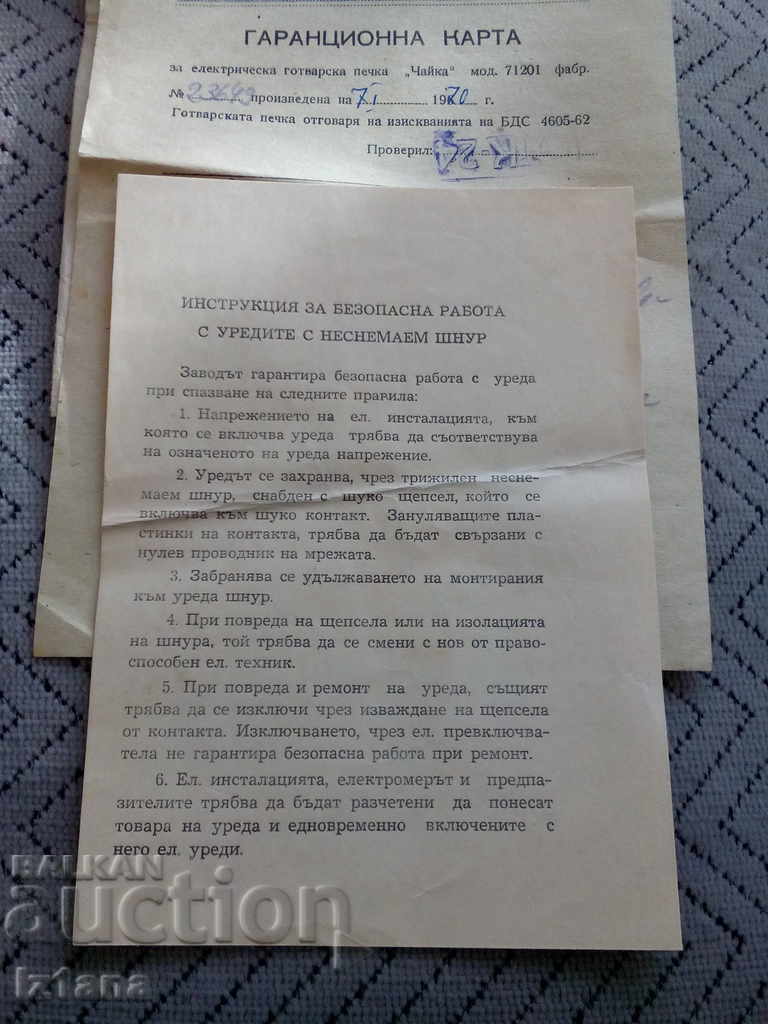 ГАРАНЦИОННА КАРТА
за електрическа готварска печка „Чайка“ мод. 71201 фабр.
№ 23643 произведена на 7/I 1970 г.
Готварската печка отговаря на изискванията на БДС 4605-62
Проверил:
ИНСТРУКЦИЯ ЗА БЕЗОПАСНА РАБОТА
С УРЕДИТЕ С НЕСНЕМАЕМ ШНУР
Заводът гарантира безопасна работа с уреда
при спазване на следните правила:
1. Напрежението на ел. инсталацията, към
която се включва уреда трябва да съответствува
на означеното на уреда напрежение.
2. Уредът се захранва, чрез трижилен несне-
маем шнур, снабден с шуко щепсел, който се
включва към шуко контакт. Зануляващите пла-
стинки на контакта, трябва да бъдат свързани с
нулев проводник на мрежата.
3. Забранява се удължаването на монтирания
към уреда шнур.
4. При повреда на щепсела или на изолацията
на шнура, той трябва да се смени с нов от право-
способен ел. техник.
5. При повреда и ремонт на уреда, същият
трябва да се изключи чрез изваждане на щепсела
от контакта. Изключването, чрез ел. превключва-
тела не гарантира безопасна работа при ремонт.
6. Ел. инсталацията, електромерът и предпа-
зителите трябва да бъдат разчетени да понесат
товара на уреда и едновременно включените с
него ел. уреди.
BALKAN
auction
Iz1ana